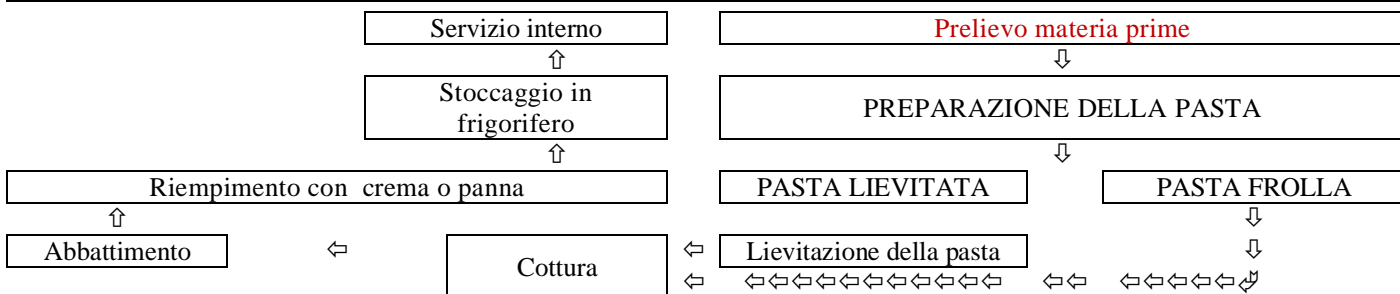 Servizio interno
Prelievo materia prime
⇧
⇩
Stoccaggio in
frigorifero
PREPARAZIONE DELLA PASTA
⇧
⇩
Riempimento con crema o panna
PASTA LIEVITATA
PASTA FROLLA
⇧
⇩
Abbattimento
⇦
Cottura
⇦
Lievitazione della pasta
⇩
⇦
⇦⇦⇦⇦⇦⇦⇦⇦⇦⇦⇦
⇦⇦
⇦⇦⇦⇦⇦